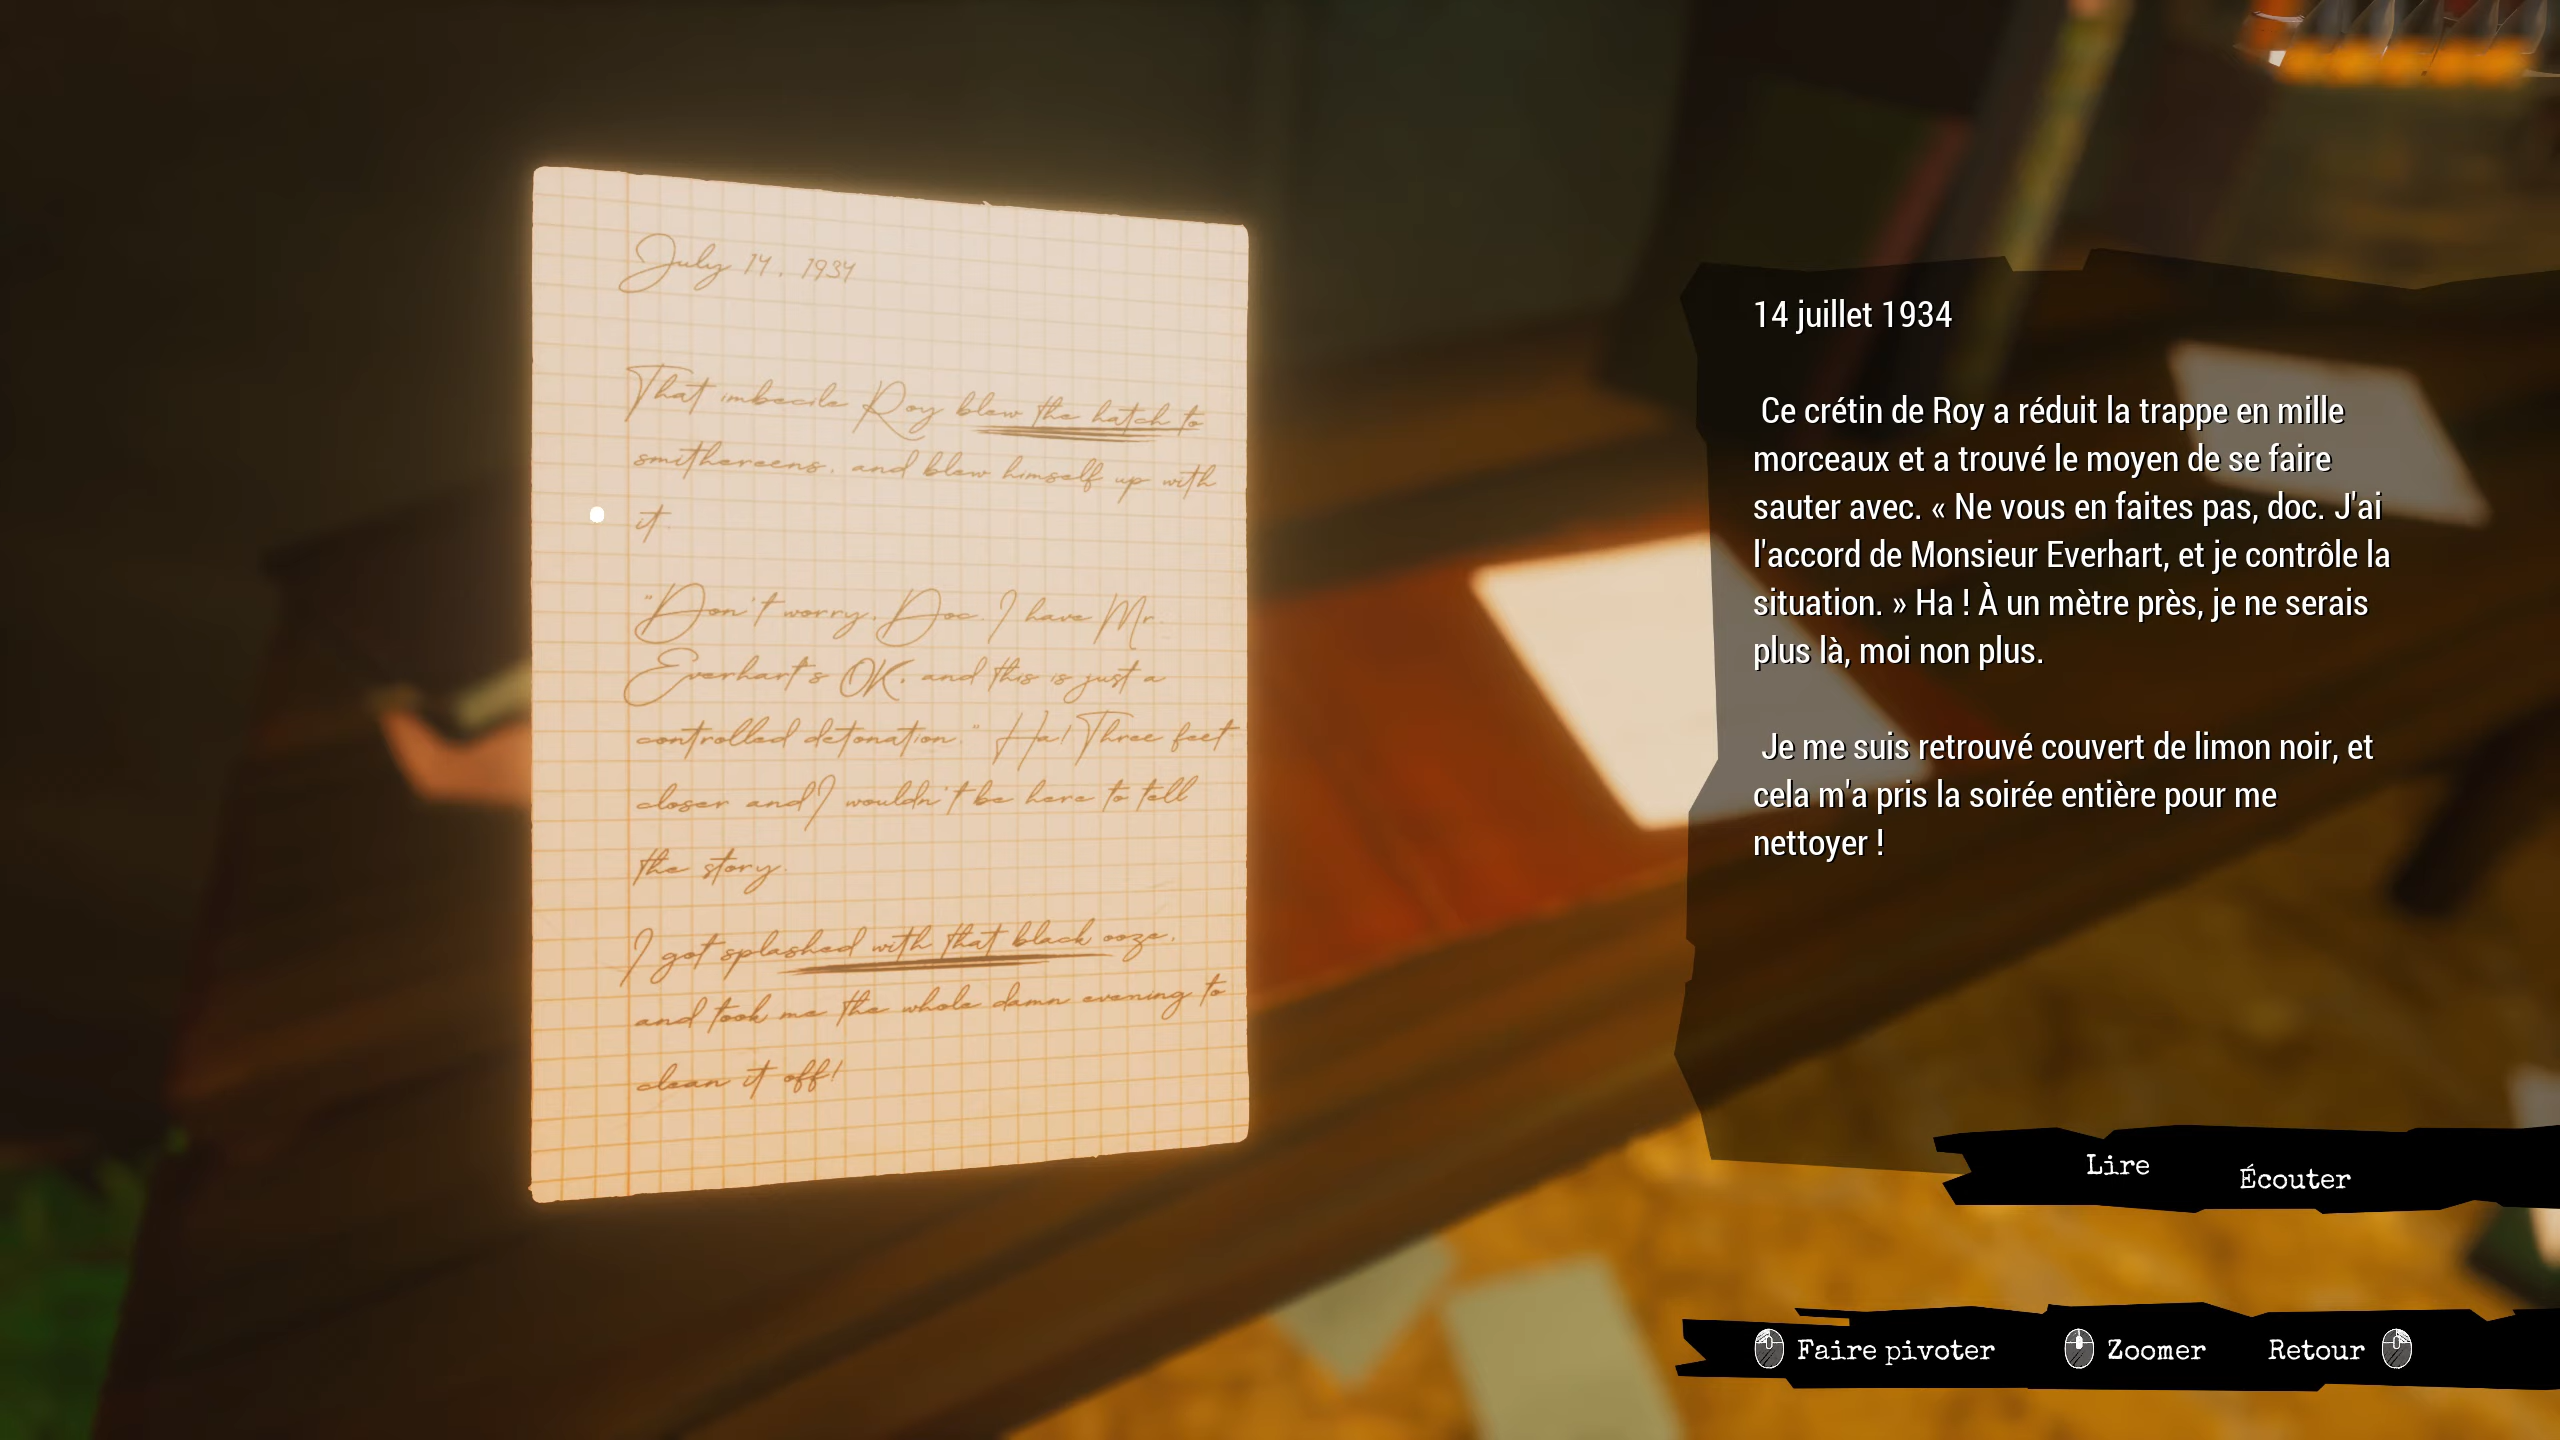 July 14, 1934
That imbecile Roy blew the hatch to
smithereens, and blew himself up with
it.
"Don't worry, Doc. I have Mr.
Everhart's OK, and this is just a
controlled detonation." Ha! Three feet
closer and I wouldn't be here to tell
the story.
I got splashed with that black ooze,
and took me the whole damn evening to
clean it off!
14 juillet 1934
Ce crétin de Roy a réduit la trappe en mille
morceaux et a trouvé le moyen de se faire
sauter avec. « Ne vous en faites pas, doc. J'ai
l'accord de Monsieur Everhart, et je contrôle la
situation. » Ha ! À un mètre près, je ne serais
plus là, moi non plus.
Je me suis retrouvé couvert de limon noir, et
cela m'a pris la soirée entière pour me
nettoyer !
Lire
Écouter
Faire pivoter
Zoomer
Retour